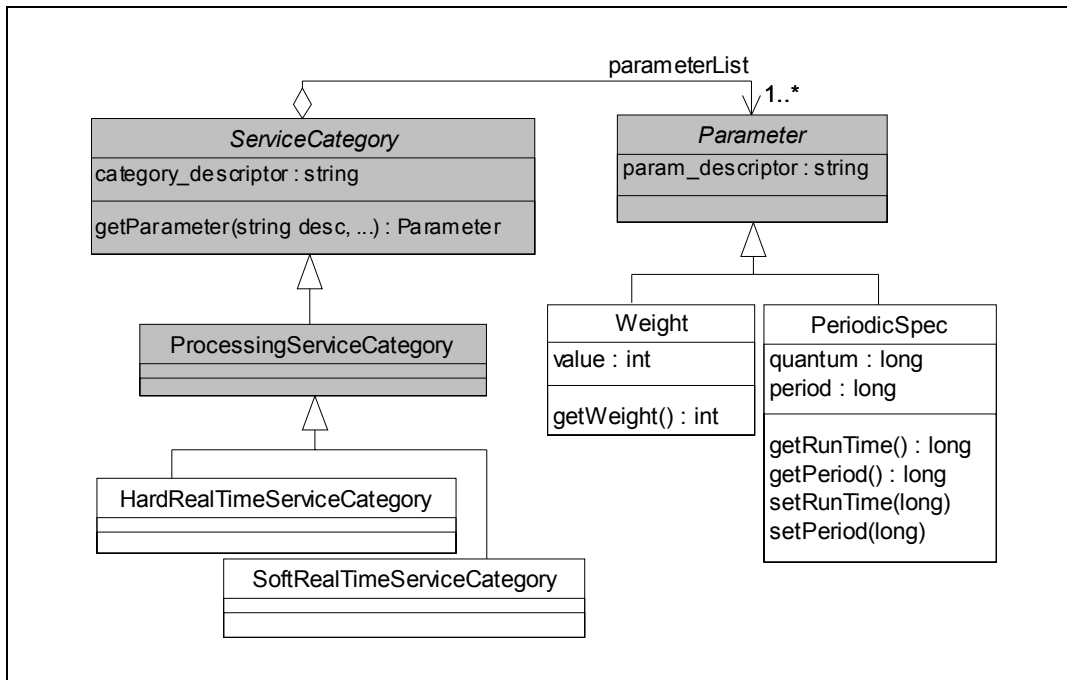 parameterList
1..*
ServiceCategory
category_descriptor : string
getParameter(string desc, ...) : Parameter
Parameter
param_descriptor : string
ProcessingServiceCategory
Weight
value : int
getWeight() : int
PeriodicSpec
quantum : long
period : long
getRunTime() : long
getPeriod() : long
setRunTime(long)
setPeriod(long)
HardRealTimeServiceCategory
SoftRealTimeServiceCategory